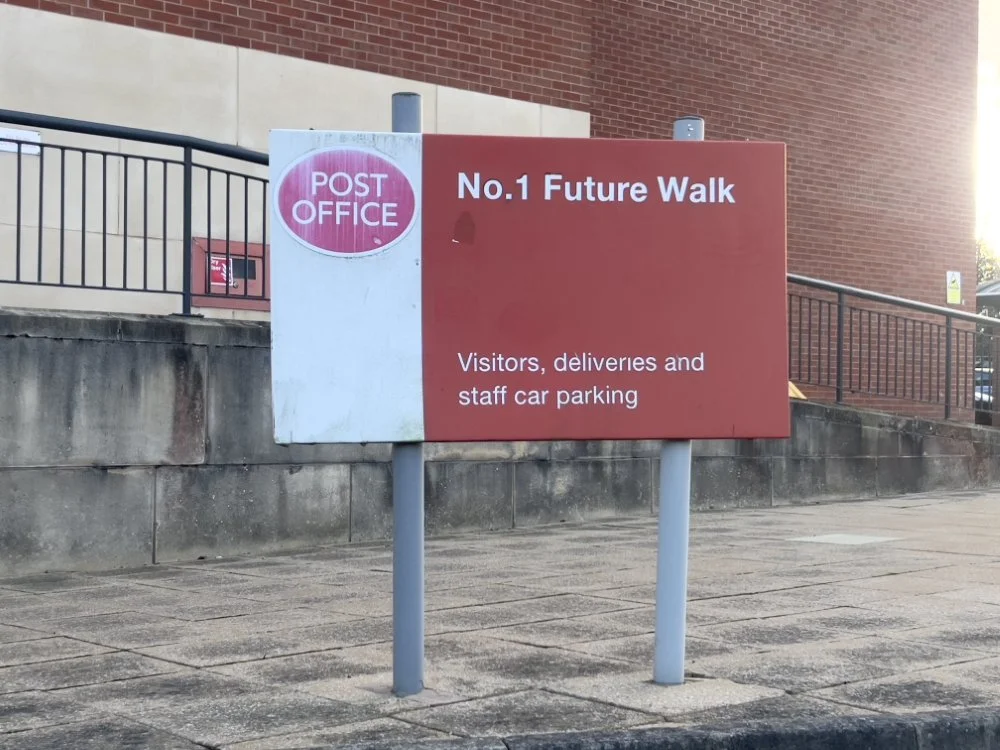 POST
OFFICE
No.1 Future Walk
Visitors, deliveries and
staff car parking